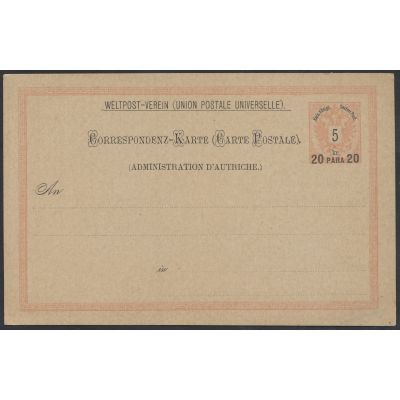 WELTPOST-VEREIN (UNION POSTALE UNIVERSELLE).
CORRESPONDENZ-KARTE (CARTE POSTALE).
(ADMINISTRATION D'AUTRICHE).
5
20 PARA 20
An
in